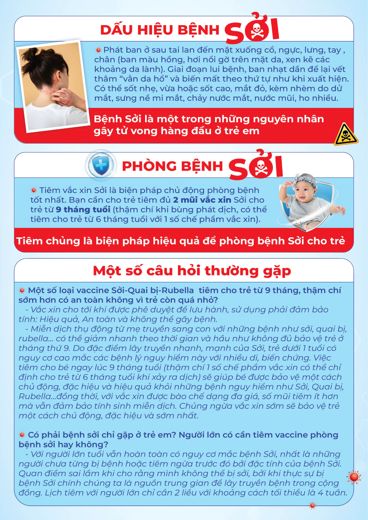 DẤU HIỆU BỆNH SỞI
Phát ban ở sau tai lan đến mặt xuống cổ, ngực, lưng, tay ,
chân (ban màu hồng, hơi nổi gờ trên mặt da, xen kẽ các
khoảng da lành). Giai đoạn lui bệnh, ban nhạt dần để lại vết
thâm "vằn da hổ" và biến mất theo thứ tự như khi xuất hiện.
Có thể sốt nhẹ, vừa hoặc sốt cao, mắt đỏ, kèm nhèm do dử
mắt, sưng nề mi mắt, chảy nước mắt, nước mũi, ho nhiều.
Bệnh Sởi là một trong những nguyên nhân
gây tử vong hàng đầu ở trẻ em
PHÒNG BỆNH SỞI
Tiêm vắc xin Sởi là biện pháp chủ động phòng bệnh
tốt nhất. Bạn cần cho trẻ tiêm đủ 2 mũi vắc xin Sởi cho
trẻ từ 9 tháng tuổi (thậm chí khi bùng phát dịch, có thể
tiêm cho trẻ từ 6 tháng tuổi với 1 số chế phẩm vắc xin).
Tiêm chủng là biện pháp hiệu quả để phòng bệnh Sởi cho trẻ
Một số câu hỏi thường gặp
Một số loại vaccine Sởi-Quai bị-Rubella tiêm cho trẻ từ 9 tháng, thậm chí
sớm hơn có an toàn không vì trẻ còn quá nhỏ?
- Vắc xin cho tới khi được phê duyệt để lưu hành, sử dụng phải đảm bảo
tính: Hiệu quả, An toàn và không thể gây bệnh.
- Miễn dịch thụ động từ mẹ truyền sang con với những bệnh như sởi, quai bị,
rubella... có thể giảm nhanh theo thời gian và hầu như không đủ bảo vệ trẻ ở
tháng thứ 9. Do đặc điểm lây truyền nhanh, mạnh của Sởi, trẻ dưới 1 tuổi có
nguy cơ cao mắc các bệnh lý nguy hiểm này với nhiều di, biến chứng. Việc
tiêm cho bé ngay lúc 9 tháng tuổi (thậm chí 1 số chế phẩm vắc xin có thể chỉ
định cho trẻ từ 6 tháng tuổi khi xảy ra dịch) sẽ giúp bé được bảo vệ một cách
chủ động, đặc hiệu và hiệu quả khỏi những bệnh nguy hiểm như Sởi, Quai bị,
Rubella...đồng thời, với vắc xin được bào chế dạng đa giá, số mũi tiêm ít hơn
mà vẫn đảm bảo tính sinh miễn dịch. Chủng ngừa vắc xin sớm sẽ bảo vệ trẻ
một cách chủ động, đặc hiệu và sớm nhất.
Có phải bệnh sởi chỉ gặp ở trẻ em? Người lớn có cần tiêm vaccine phòng
bệnh sởi hay không?
- Với người lớn tuổi vẫn hoàn toàn có nguy cơ mắc bệnh Sởi, nhất là những
người chưa từng bị bệnh hoặc tiêm ngừa trước đó bởi đặc tính của bệnh Sởi.
Quan điểm sai lầm khi cho rằng mình không thể bị sởi, bởi khi thực sự bị
bệnh Sởi chính chúng ta là nguồn trung gian để lây truyền bệnh trong cộng
đồng. Lịch tiêm với người lớn chỉ cần 2 liều với khoảng cách tối thiểu là 4 tuần.